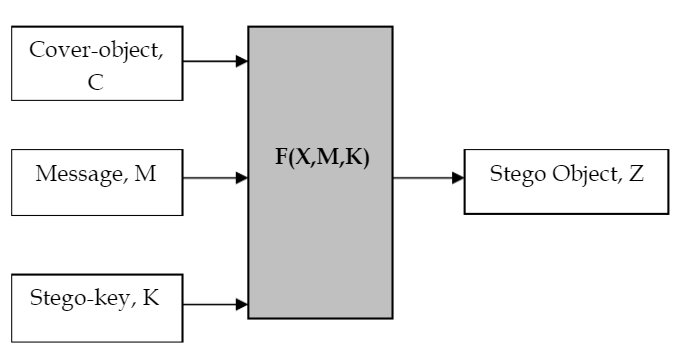 Cover-object,
C
Message, M
Stego-key, K
F(X,M,K)
Stego Object, Z